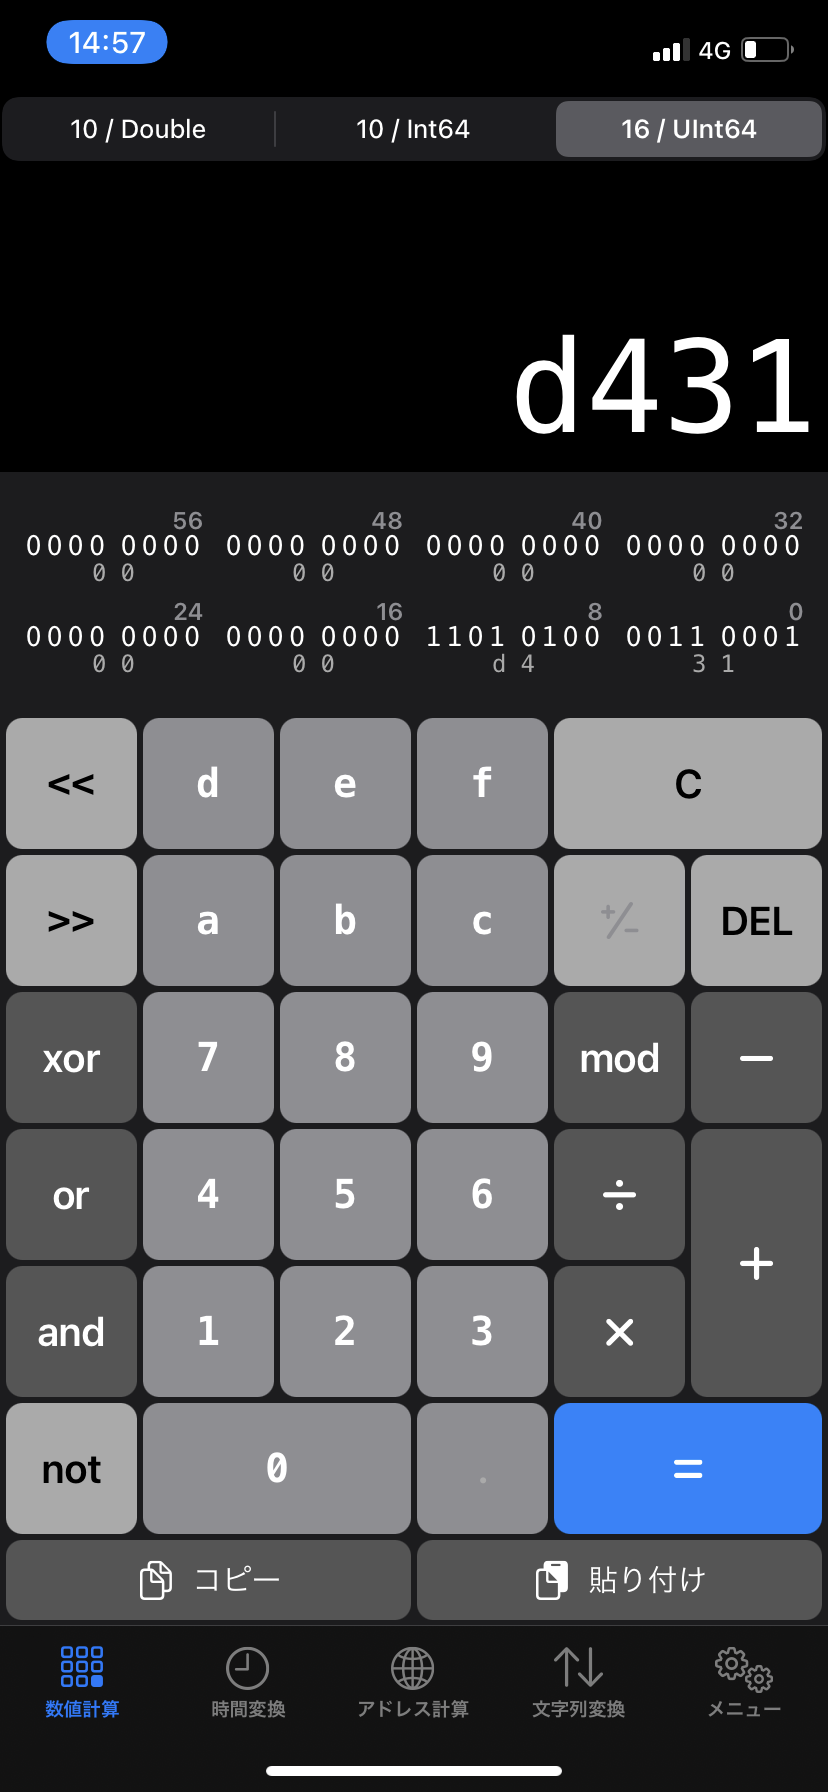 14:57 4G
10 / Double 10 / Int64 16 / UInt64
d431
56 48 40 32
0000 0000 0000 0000 0000 0000 0000 0000
0 0 0 0 0 0 0 0
24 16 8 0
0000 0000 0000 0000 1101 0100 0011 0001
0 0 0 0 d 4 3 1
<< d e f C
>> a b c +/− DEL
xor 7 8 9 mod −
or 4 5 6 ÷
+
and 1 2 3 ×
not 0 . =
コピー 貼り付け
数値計算 時間変換 アドレス計算 文字列変換 メニュー